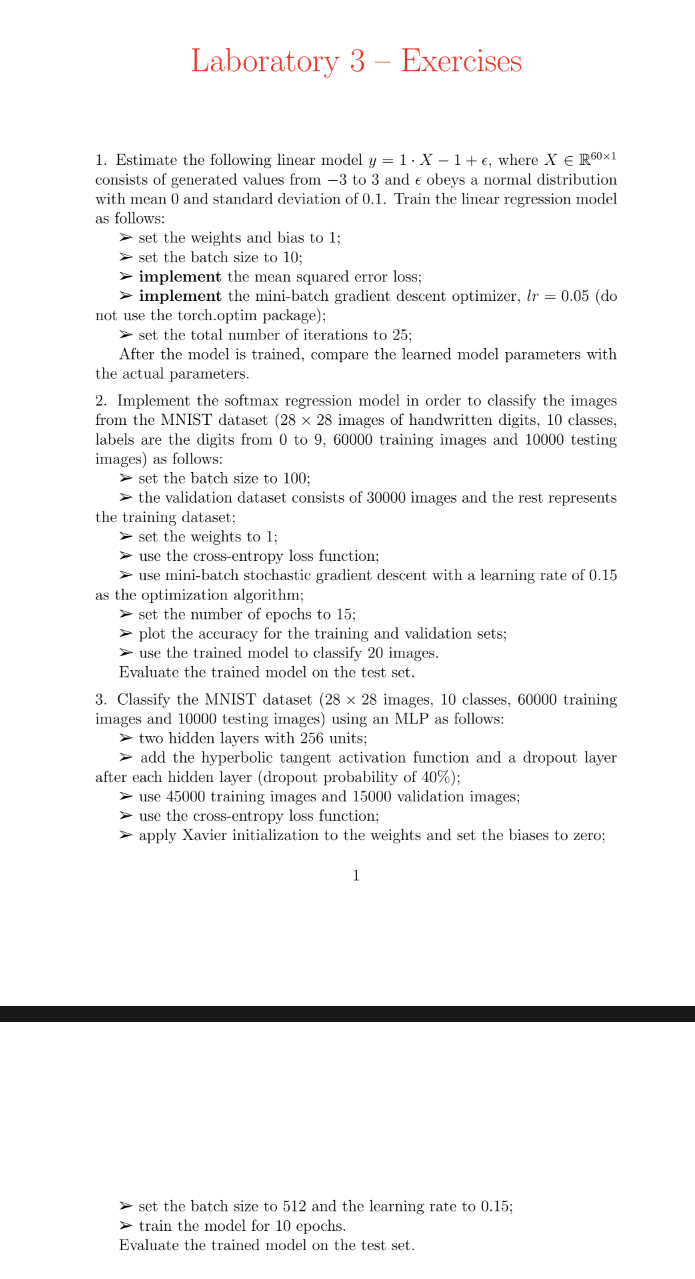 Laboratory 3 – Exercises
1. Estimate the following linear model y = 1 · X − 1 + ϵ, where X ∈ ℝ⁶⁰ˣ¹
consists of generated values from −3 to 3 and ϵ obeys a normal distribution
with mean 0 and standard deviation of 0.1. Train the linear regression model
as follows:
➢ set the weights and bias to 1;
➢ set the batch size to 10;
➢ implement the mean squared error loss;
➢ implement the mini-batch gradient descent optimizer, lr = 0.05 (do
not use the torch.optim package);
➢ set the total number of iterations to 25;
After the model is trained, compare the learned model parameters with
the actual parameters.
2. Implement the softmax regression model in order to classify the images
from the MNIST dataset (28 × 28 images of handwritten digits, 10 classes,
labels are the digits from 0 to 9, 60000 training images and 10000 testing
images) as follows:
➢ set the batch size to 100;
➢ the validation dataset consists of 30000 images and the rest represents
the training dataset;
➢ set the weights to 1;
➢ use the cross-entropy loss function;
➢ use mini-batch stochastic gradient descent with a learning rate of 0.15
as the optimization algorithm;
➢ set the number of epochs to 15;
➢ plot the accuracy for the training and validation sets;
➢ use the trained model to classify 20 images.
Evaluate the trained model on the test set.
3. Classify the MNIST dataset (28 × 28 images, 10 classes, 60000 training
images and 10000 testing images) using an MLP as follows:
➢ two hidden layers with 256 units;
➢ add the hyperbolic tangent activation function and a dropout layer
after each hidden layer (dropout probability of 40%);
➢ use 45000 training images and 15000 validation images;
➢ use the cross-entropy loss function;
➢ apply Xavier initialization to the weights and set the biases to zero;
1
➢ set the batch size to 512 and the learning rate to 0.15;
➢ train the model for 10 epochs.
Evaluate the trained model on the test set.